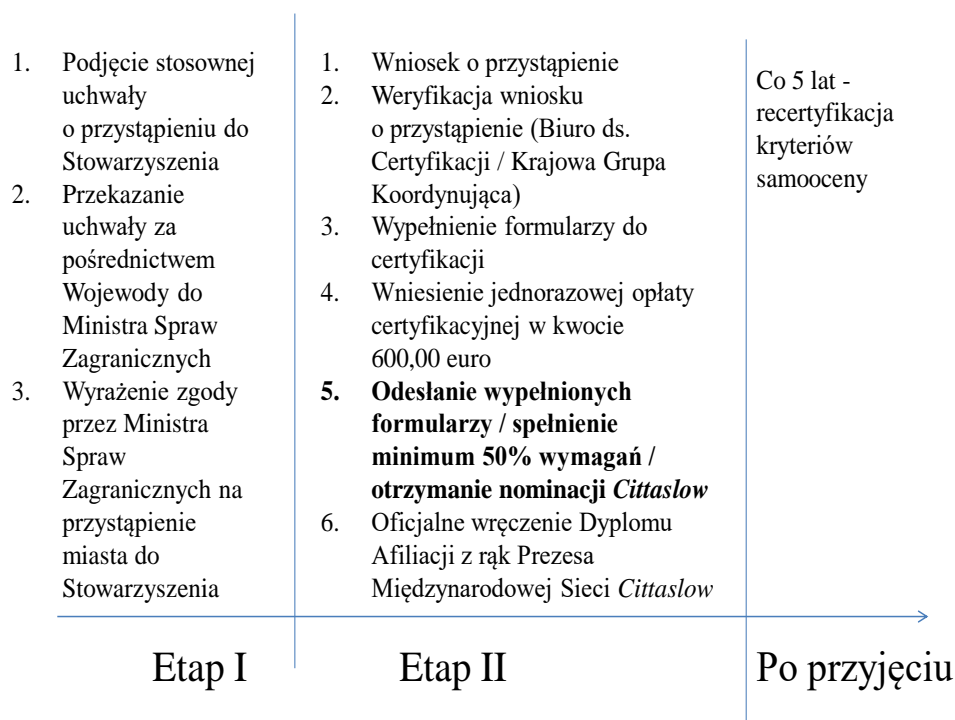 1. Podjęcie stosownej
uchwały
o przystąpieniu do
Stowarzyszenia
2. Przekazanie
uchwały za
pośrednictwem
Wojewody do
Ministra Spraw
Zagranicznych
3. Wyrażenie zgody
przez Ministra
Spraw
Zagranicznych na
przystąpienie
miasta do
Stowarzyszenia
1. Wniosek o przystąpienie
2. Weryfikacja wniosku
o przystąpienie (Biuro ds.
Certyfikacji / Krajowa Grupa
Koordynująca)
3. Wypełnienie formularzy do
certyfikacji
4. Wniesienie jednorazowej opłaty
certyfikacyjnej w kwocie
600,00 euro
5. Odesłanie wypełnionych
formularzy / spełnienie
minimum 50% wymagań /
otrzymanie nominacji Cittaslow
6. Oficjalne wręczenie Dyplomu
Afiliacji z rąk Prezesa
Międzynarodowej Sieci Cittaslow
Co 5 lat -
recertyfikacja
kryteriów
samooceny
Etap I
Etap II
Po przyjęciu